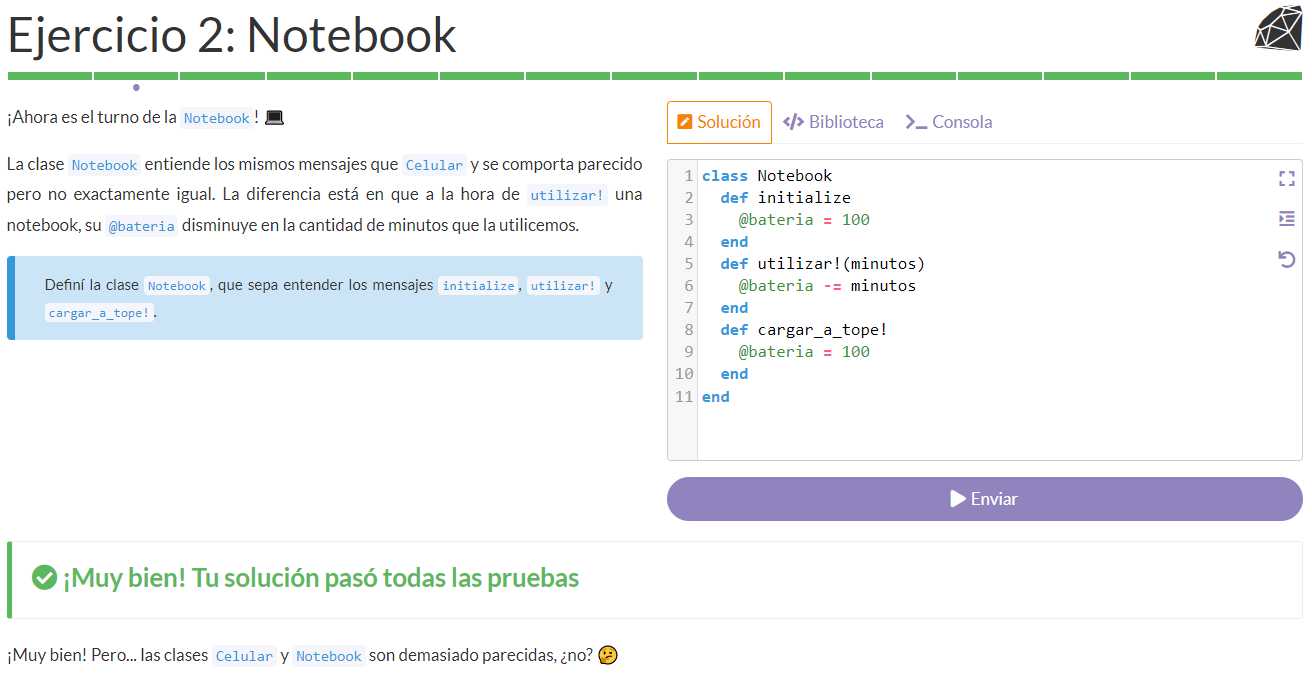 Ejercicio 2: Notebook
¡Ahora es el turno de la Notebook! 💻
La clase Notebook entiende los mismos mensajes que Celular y se comporta parecido
pero no exactamente igual. La diferencia está en que a la hora de utilizar! una
notebook, su @bateria disminuye en la cantidad de minutos que la utilicemos.
Definí la clase Notebook, que sepa entender los mensajes initialize, utilizar! y
cargar_a_tope!.
Solución </> Biblioteca >_ Consola
1 class Notebook
2   def initialize
3     @bateria = 100
4   end
5   def utilizar!(minutos)
6     @bateria -= minutos
7   end
8   def cargar_a_tope!
9     @bateria = 100
10   end
11 end
Enviar
¡Muy bien! Tu solución pasó todas las pruebas
¡Muy bien! Pero... las clases Celular y Notebook son demasiado parecidas, ¿no? 🤔